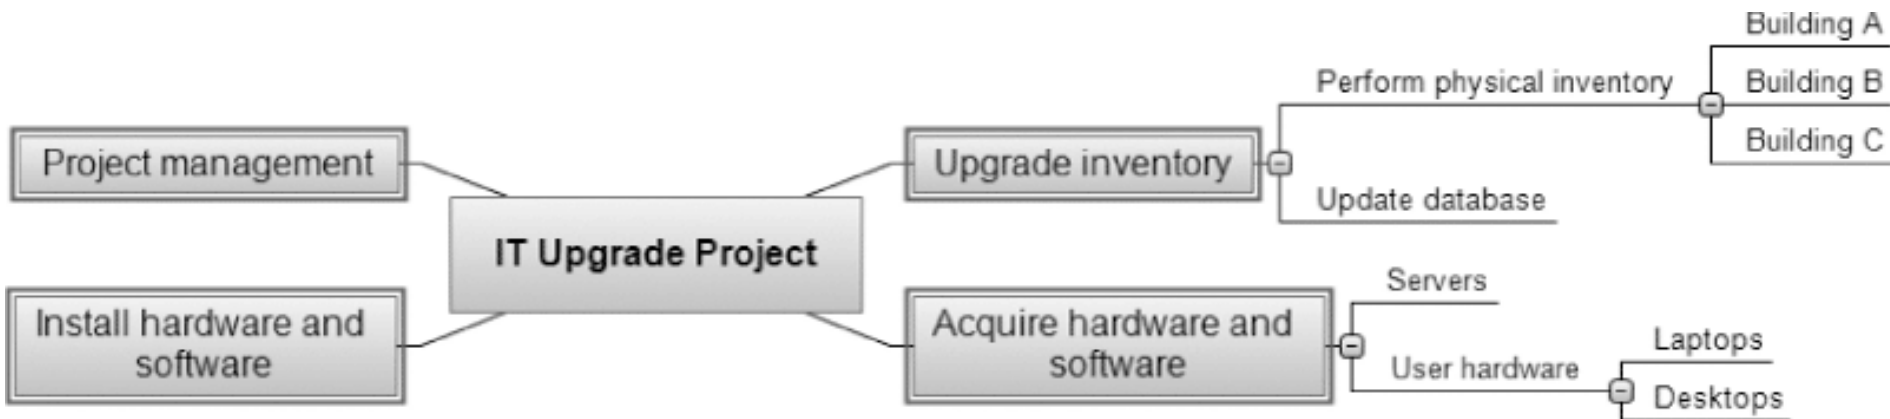 Building A
Perform physical inventory
Building B
Building C
Project management
Upgrade inventory
Update database
IT Upgrade Project
Servers
Install hardware and
software
Acquire hardware and
software
Laptops
User hardware
Desktops